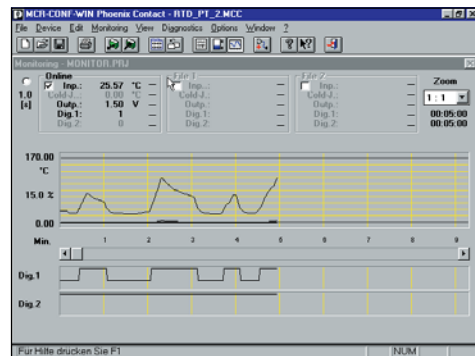 MCR-CONF-WIN Phoenix Contact - RTD_PT_2.MCC
File Device Edit Monitoring View Diagnostics Options Window ?
Monitoring - MONITOR.PRJ
Online File 1 File 2
1.0
[s]
Inp.: 25.57 °C — Inp..: — Inp..: —
Cold-J..: 0.00 °C — Cold-J..: — Cold-J..: —
Outp.: 1.50 V — Outp.: — Outp.: —
Dig.1: 1 — Dig.1: — Dig.1: —
Dig.2: 0 — Dig.2: — Dig.2: —
Zoom
1 : 1
00:05:00
00:05:00
170.00
°C
15.0 %
0.00
Min. 1 2 3 4 5 6 7 8 9
Dig.1
Dig.2
Für Hilfe drucken Sie F1 NUM